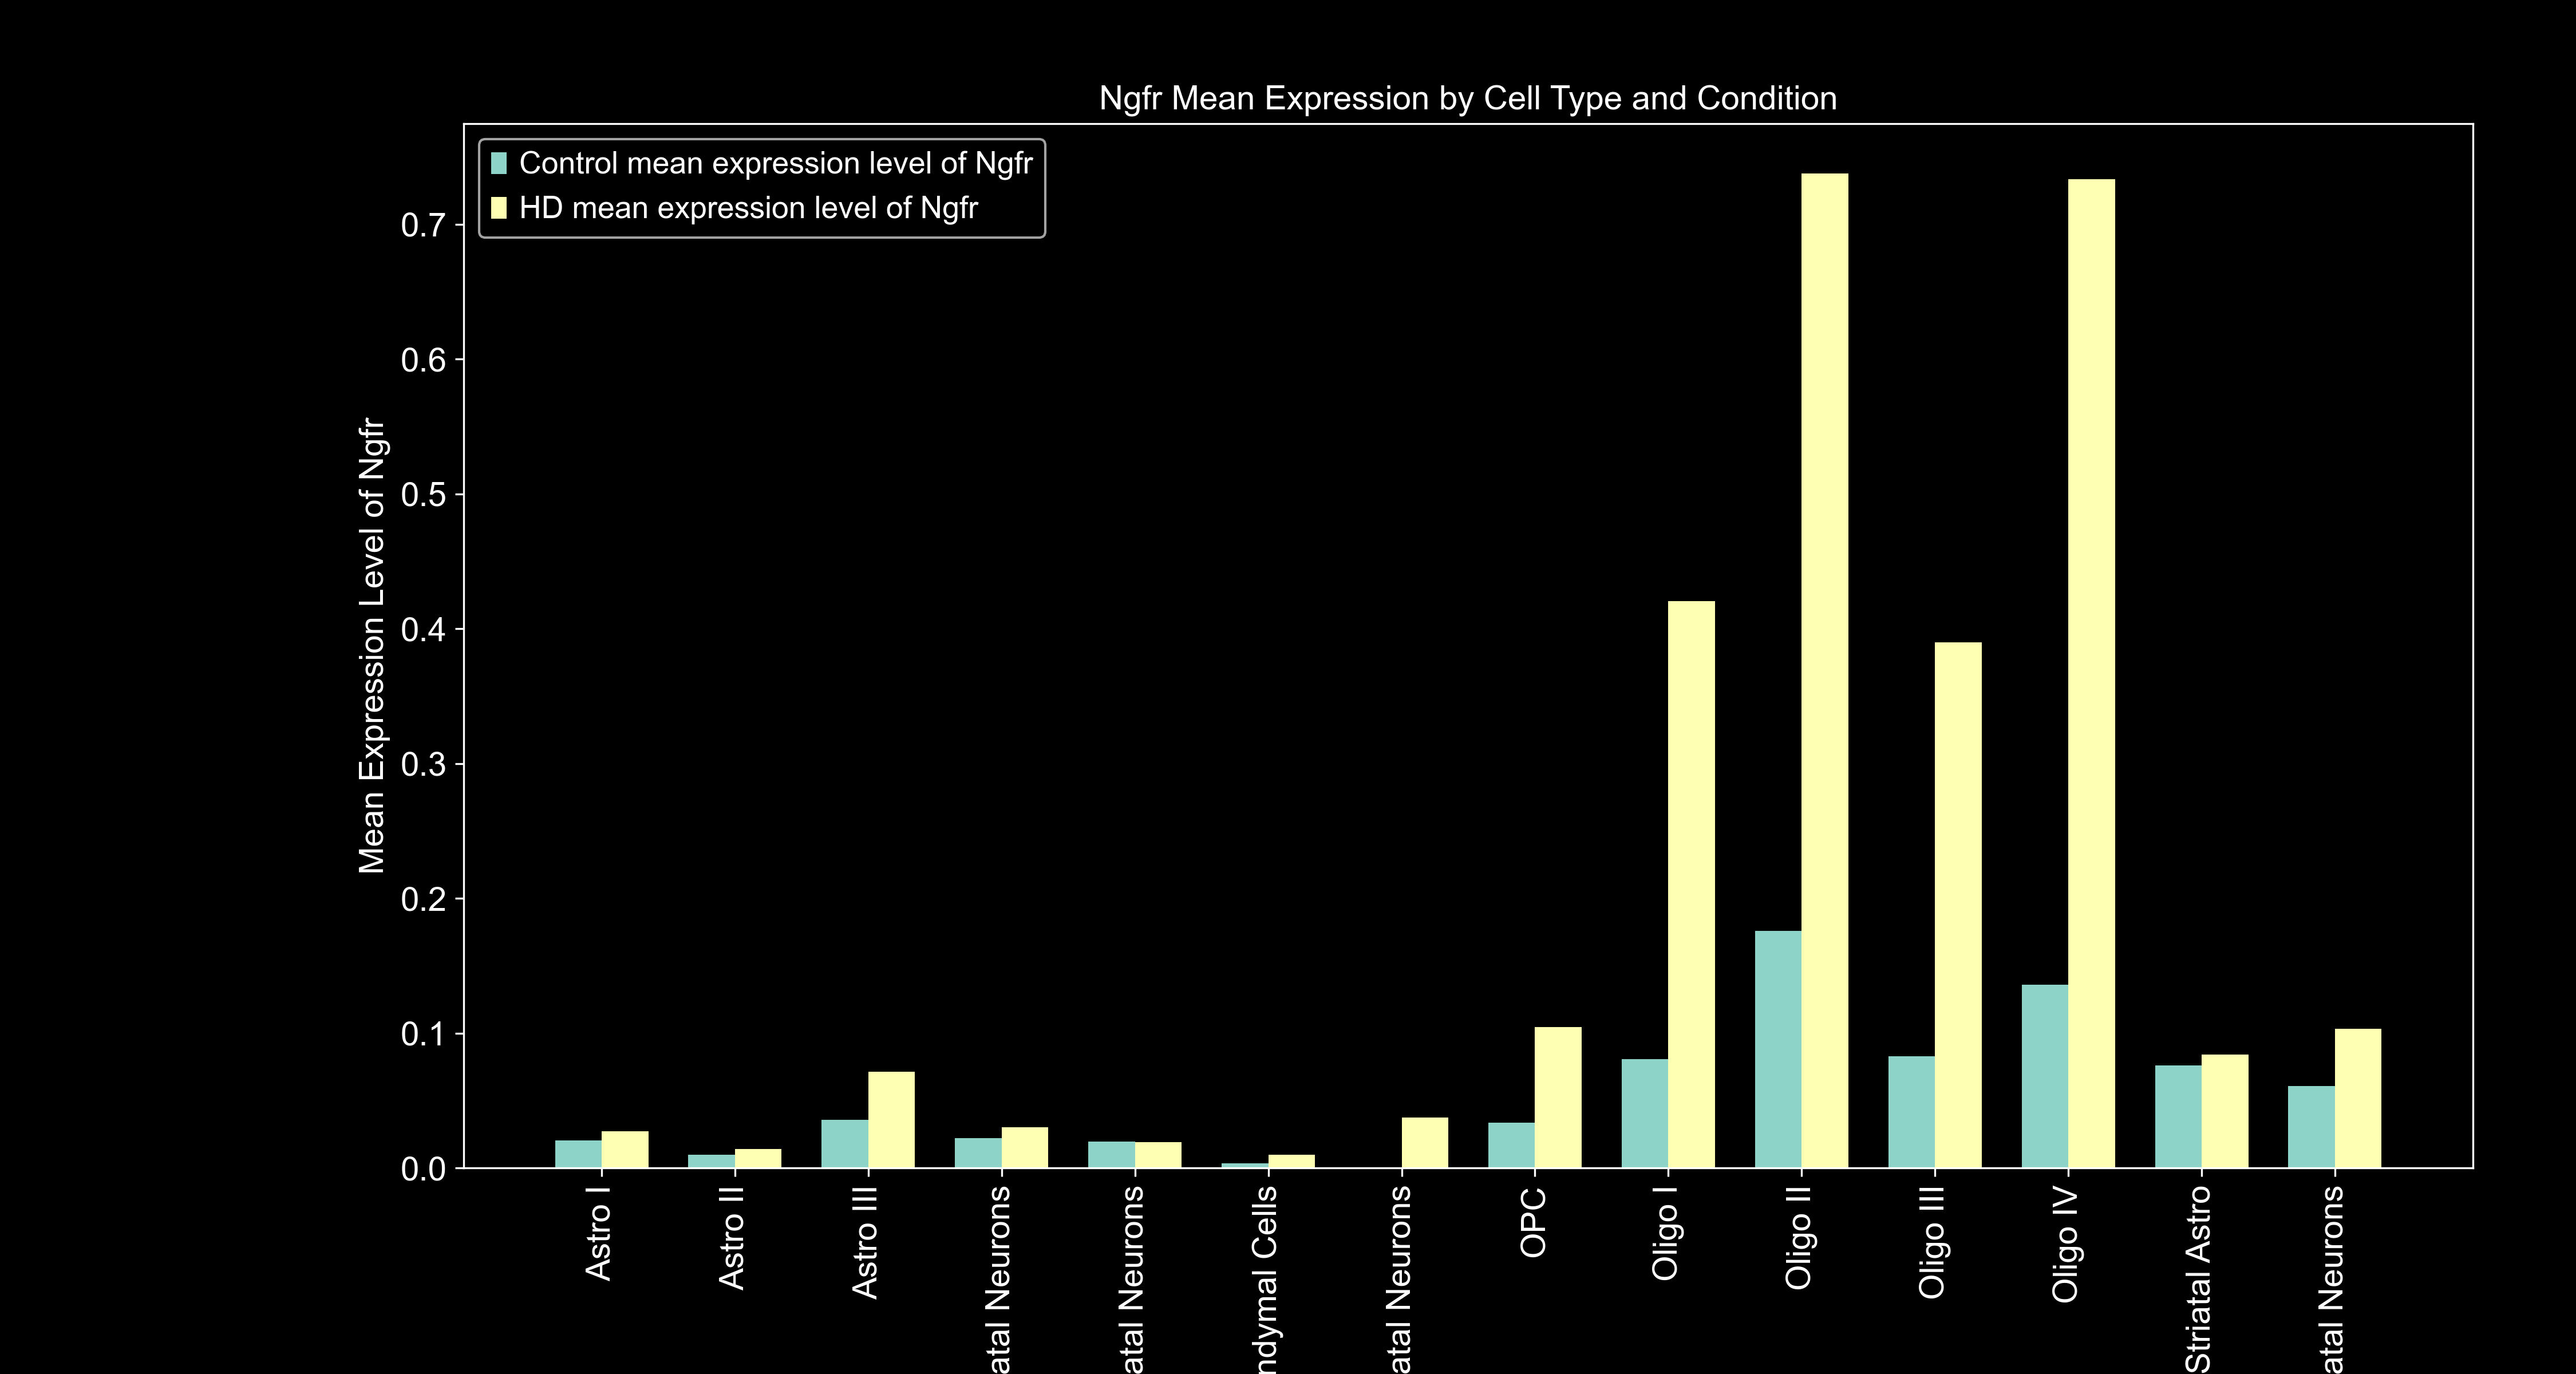 Ngfr Mean Expression by Cell Type and Condition
Control mean expression level of Ngfr
HD mean expression level of Ngfr
Mean Expression Level of Ngfr
0.7
0.6
0.5
0.4
0.3
0.2
0.1
0.0
Astro I
Astro II
Astro III
atal Neurons
atal Neurons
ndymal Cells
atal Neurons
OPC
Oligo I
Oligo II
Oligo III
Oligo IV
Striatal Astro
atal Neurons